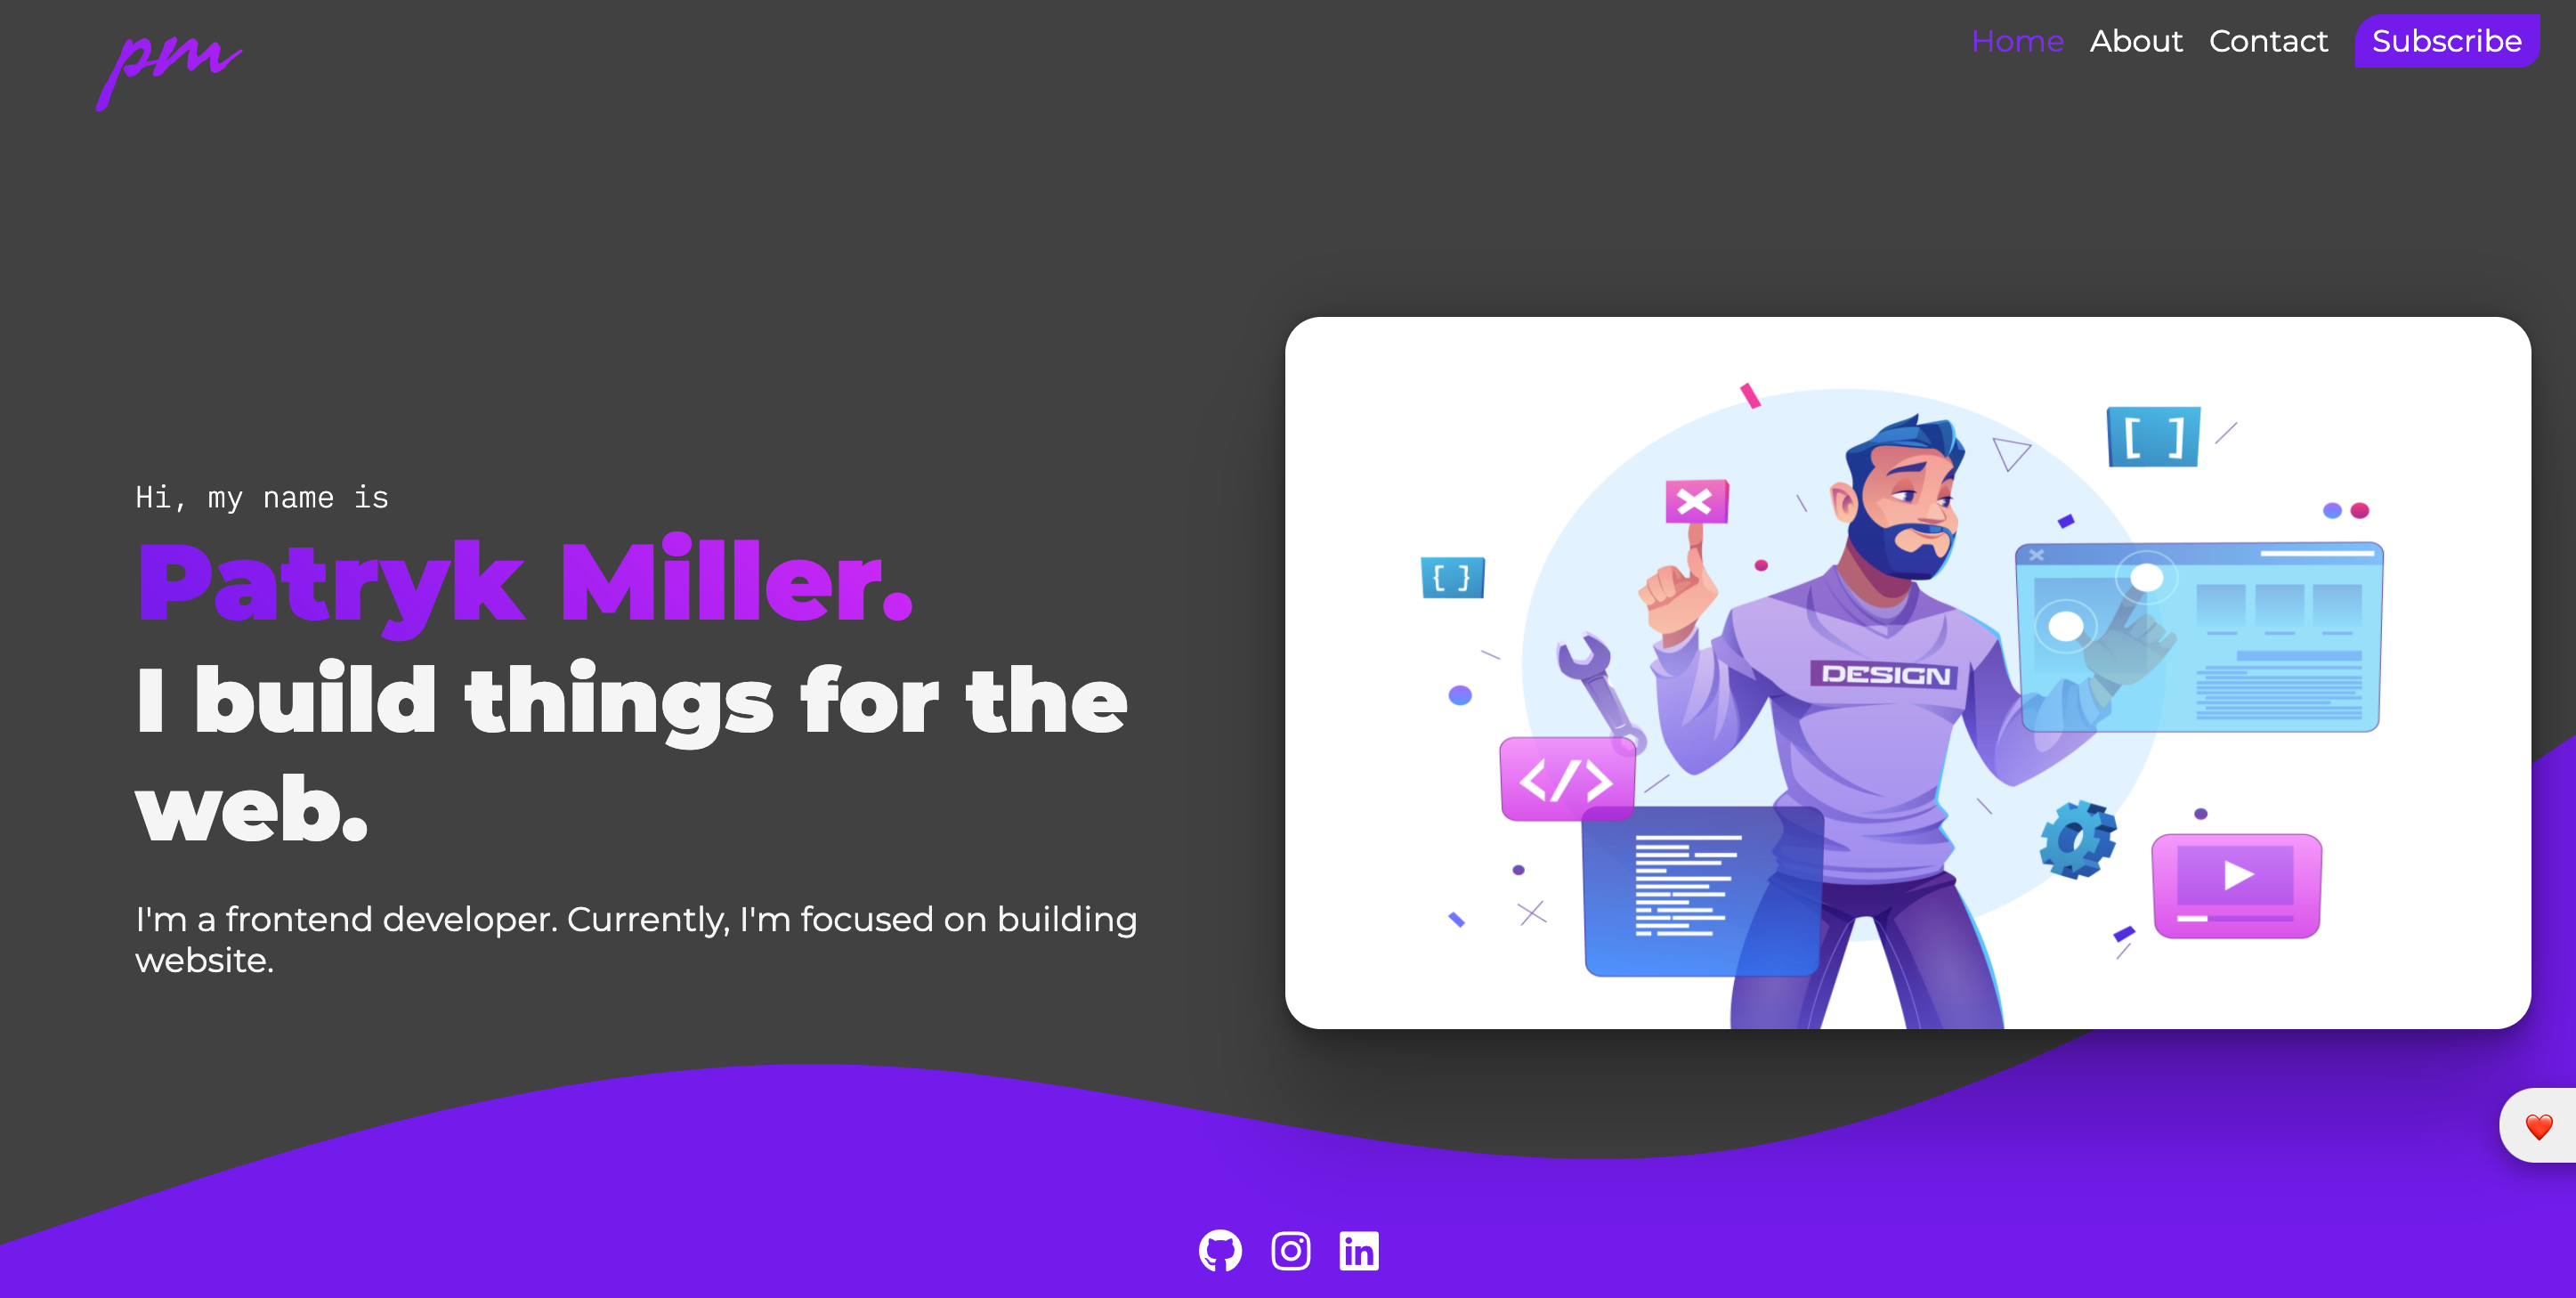 pm
Home About Contact Subscribe
Hi, my name is
Patryk Miller.
I build things for the
web.
I'm a frontend developer. Currently, I'm focused on building
website.
[ ]
{ }
DESIGN
</>
in